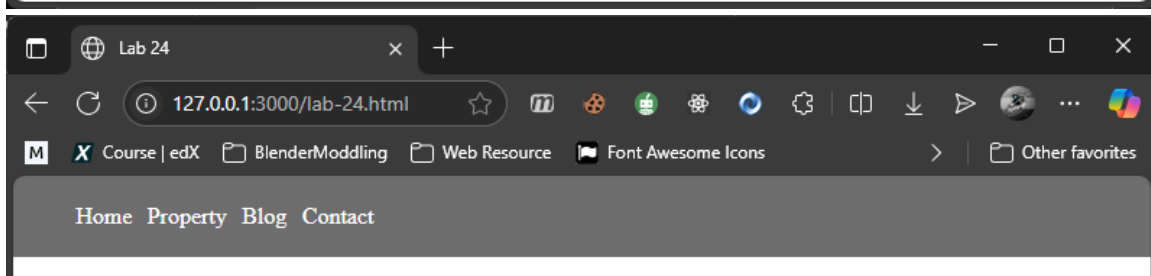 Lab 24
127.0.0.1:3000/lab-24.html
M Course | edX BlenderModdling Web Resource Font Awesome Icons Other favorites
Home Property Blog Contact